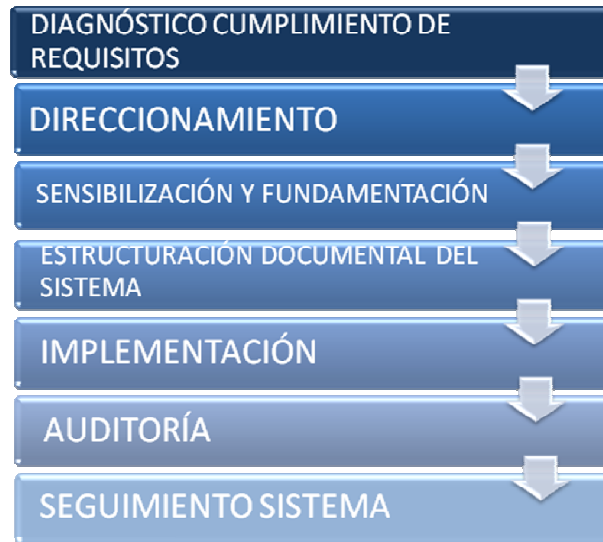 DIAGNÓSTICO CUMPLIMIENTO DE
REQUISITOS
DIRECCIONAMIENTO
SENSIBILIZACIÓN Y FUNDAMENTACIÓN
ESTRUCTURACIÓN DOCUMENTAL DEL
SISTEMA
IMPLEMENTACIÓN
AUDITORÍA
SEGUIMIENTO SISTEMA